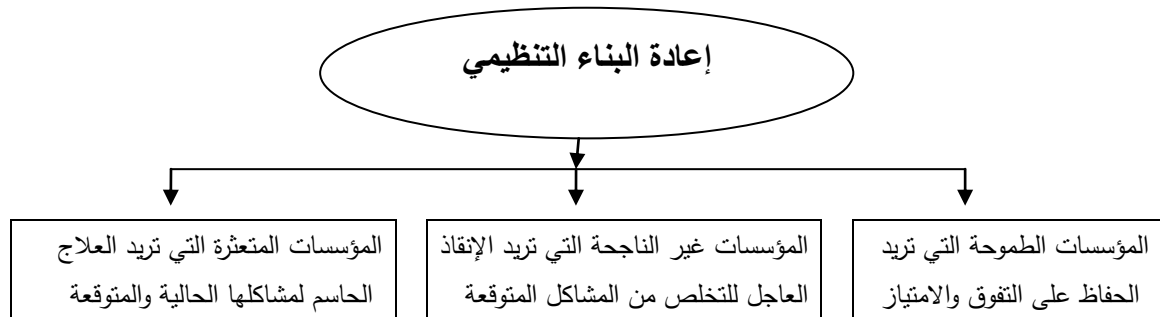 إعادة البناء التنظيمي
المؤسسات الطموحة التي تريد
الحفاظ على التفوق والامتياز
المؤسسات غير الناجحة التي تريد الإنقاذ
العاجل للتخلص من المشاكل المتوقعة
المؤسسات المتعثرة التي تريد العلاج
الحاسم لمشاكلها الحالية والمتوقعة